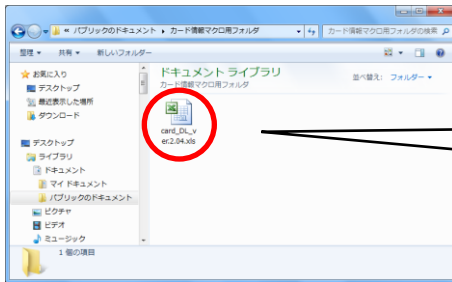 « パブリックのドキュメント ▸ カード情報マクロ用フォルダ
カード情報マクロ用フォルダの検索
整理 ▼ 共有 ▼ 新しいフォルダー
お気に入り
デスクトップ
最近表示した場所
ダウンロード
デスクトップ
ライブラリ
ドキュメント
マイ ドキュメント
パブリックのドキュメント
ピクチャ
ビデオ
ミュージック
ドキュメント ライブラリ
カード情報マクロ用フォルダ
並べ替え: フォルダー ▼
card_DL_v
er.2.04.xls
1 個の項目